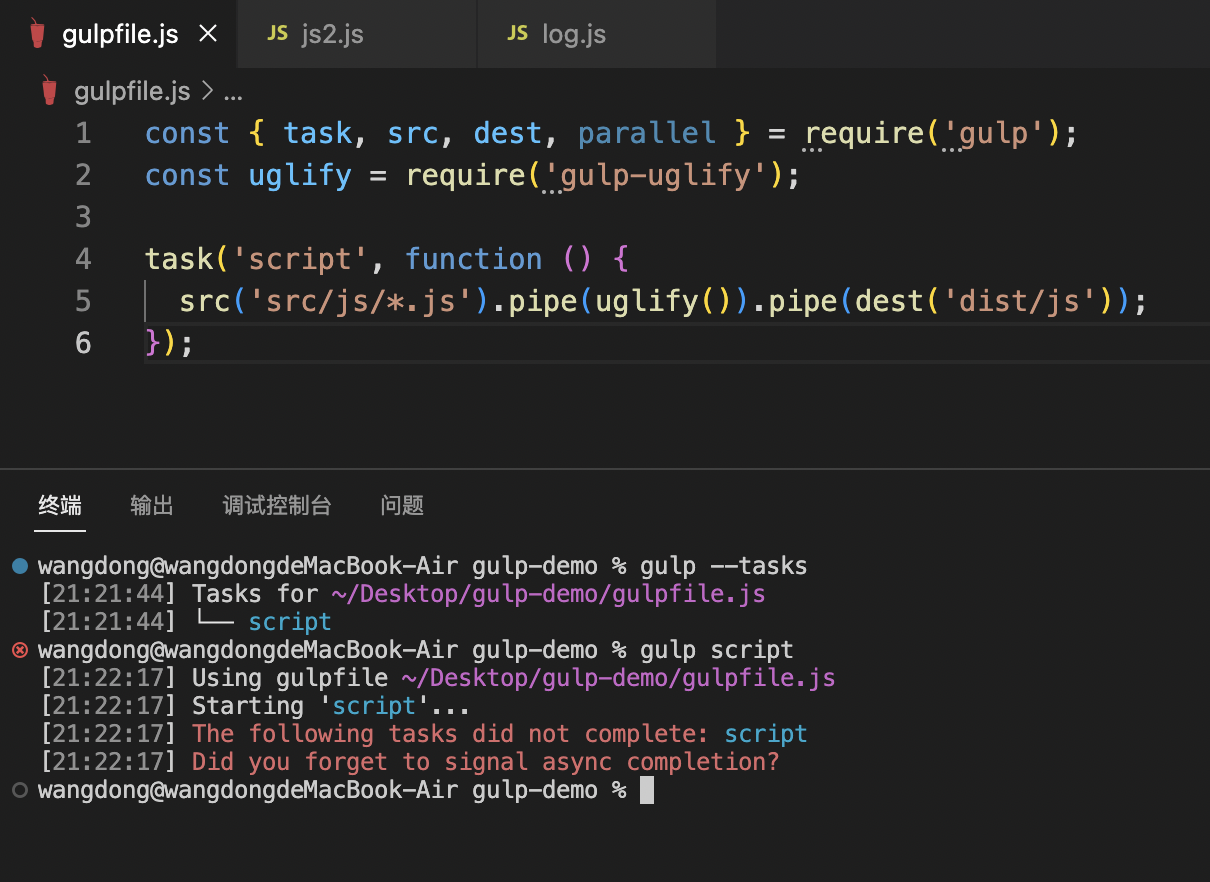 gulpfile.js
JS js2.js
JS log.js
gulpfile.js > ...
1 const { task, src, dest, parallel } = require('gulp');
2 const uglify = require('gulp-uglify');
3
4 task('script', function () {
5 src('src/js/*.js').pipe(uglify()).pipe(dest('dist/js'));
6 });
终端 输出 调试控制台 问题
wangdong@wangdongdeMacBook-Air gulp-demo % gulp --tasks
[21:21:44] Tasks for ~/Desktop/gulp-demo/gulpfile.js
[21:21:44] └── script
wangdong@wangdongdeMacBook-Air gulp-demo % gulp script
[21:22:17] Using gulpfile ~/Desktop/gulp-demo/gulpfile.js
[21:22:17] Starting 'script'...
[21:22:17] The following tasks did not complete: script
[21:22:17] Did you forget to signal async completion?
wangdong@wangdongdeMacBook-Air gulp-demo %